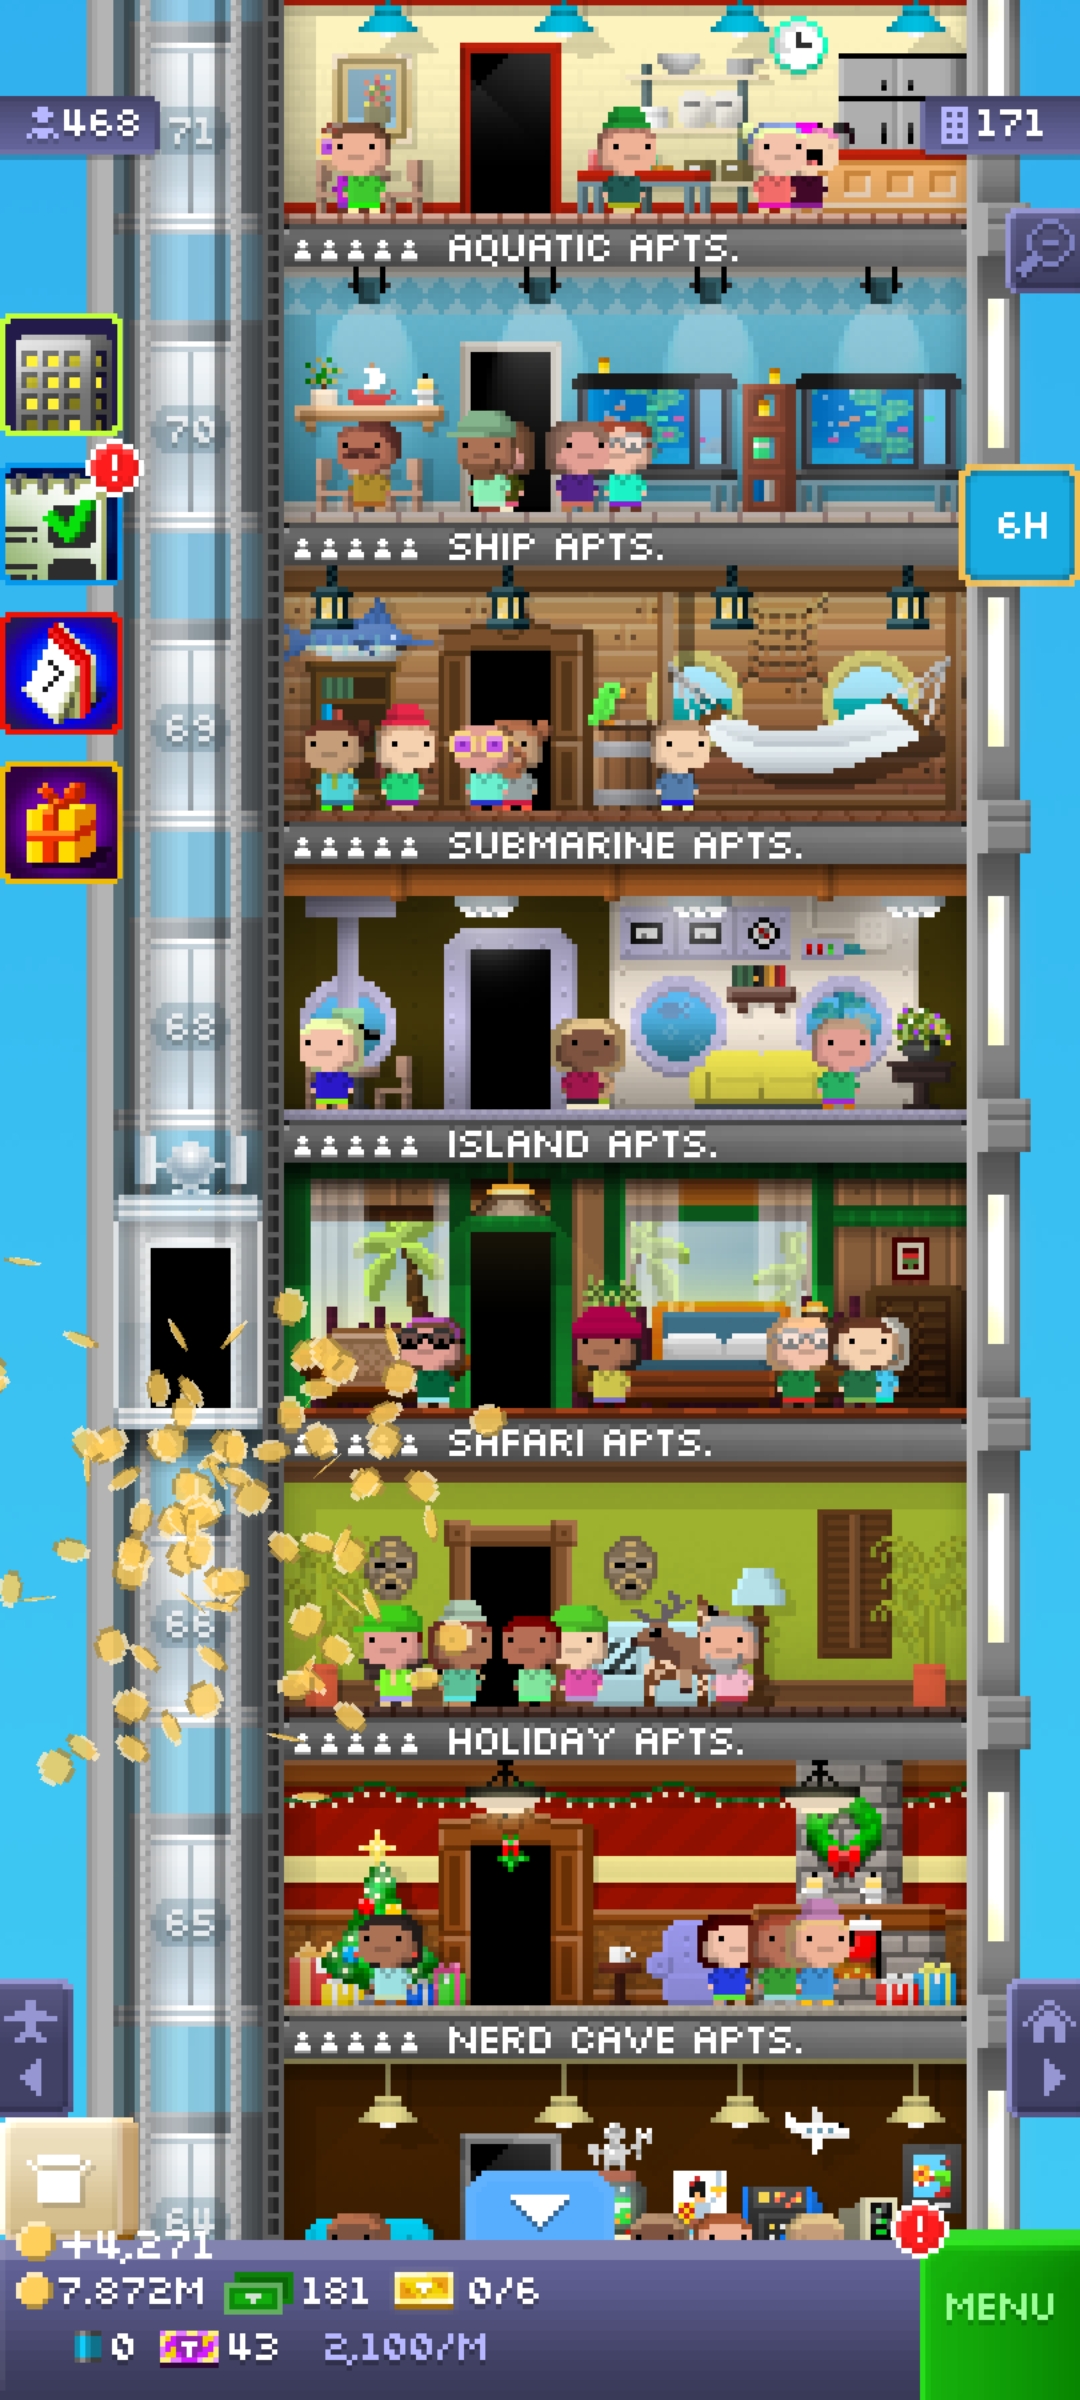 468
71
171
AQUATIC APTS.
70
6H
SHIP APTS.
69
SUBMARINE APTS.
68
ISLAND APTS.
SAFARI APTS.
66
HOLIDAY APTS.
65
NERD CAVE APTS.
64
+4,271
7.872M 181 0/6
MENU
0 T 43 2,100/M